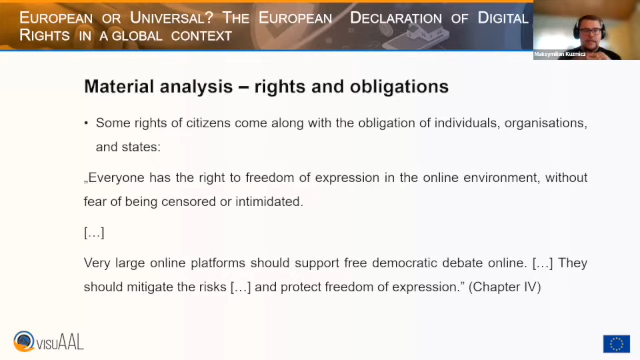 European or Universal? The European Declaration of Digital
Rights in a global context
Maksymilian Kuźmicz
Material analysis – rights and obligations
• Some rights of citizens come along with the obligation of individuals, organisations,
and states:
„Everyone has the right to freedom of expression in the online environment, without
fear of being censored or intimidated.
[…]
Very large online platforms should support free democratic debate online. […] They
should mitigate the risks […] and protect freedom of expression.” (Chapter IV)
visuAAL